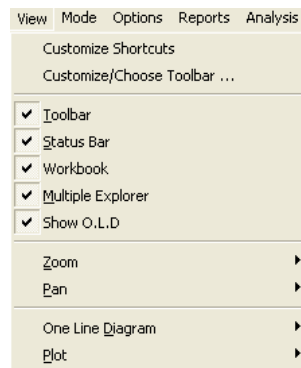 View Mode Options Reports Analysis
Customize Shortcuts
Customize/Choose Toolbar ...
Toolbar
Status Bar
Workbook
Multiple Explorer
Show O.L.D
Zoom
Pan
One Line Diagram
Plot